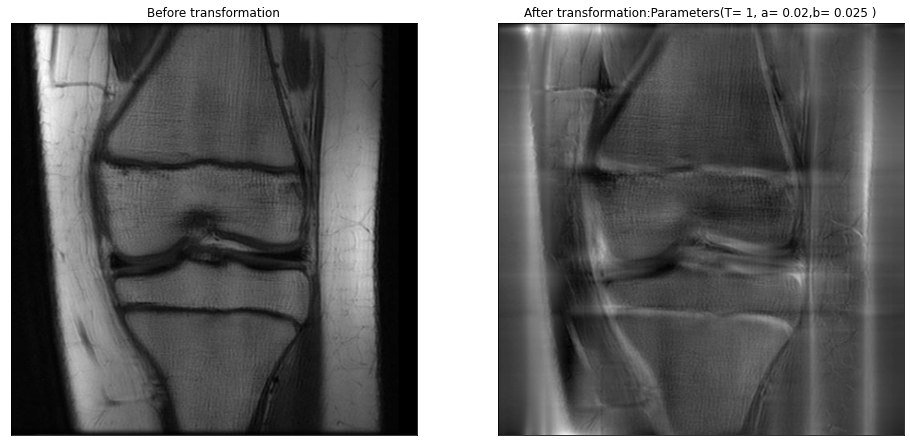 Before transformation
After transformation:Parameters(T= 1, a= 0.02,b= 0.025 )